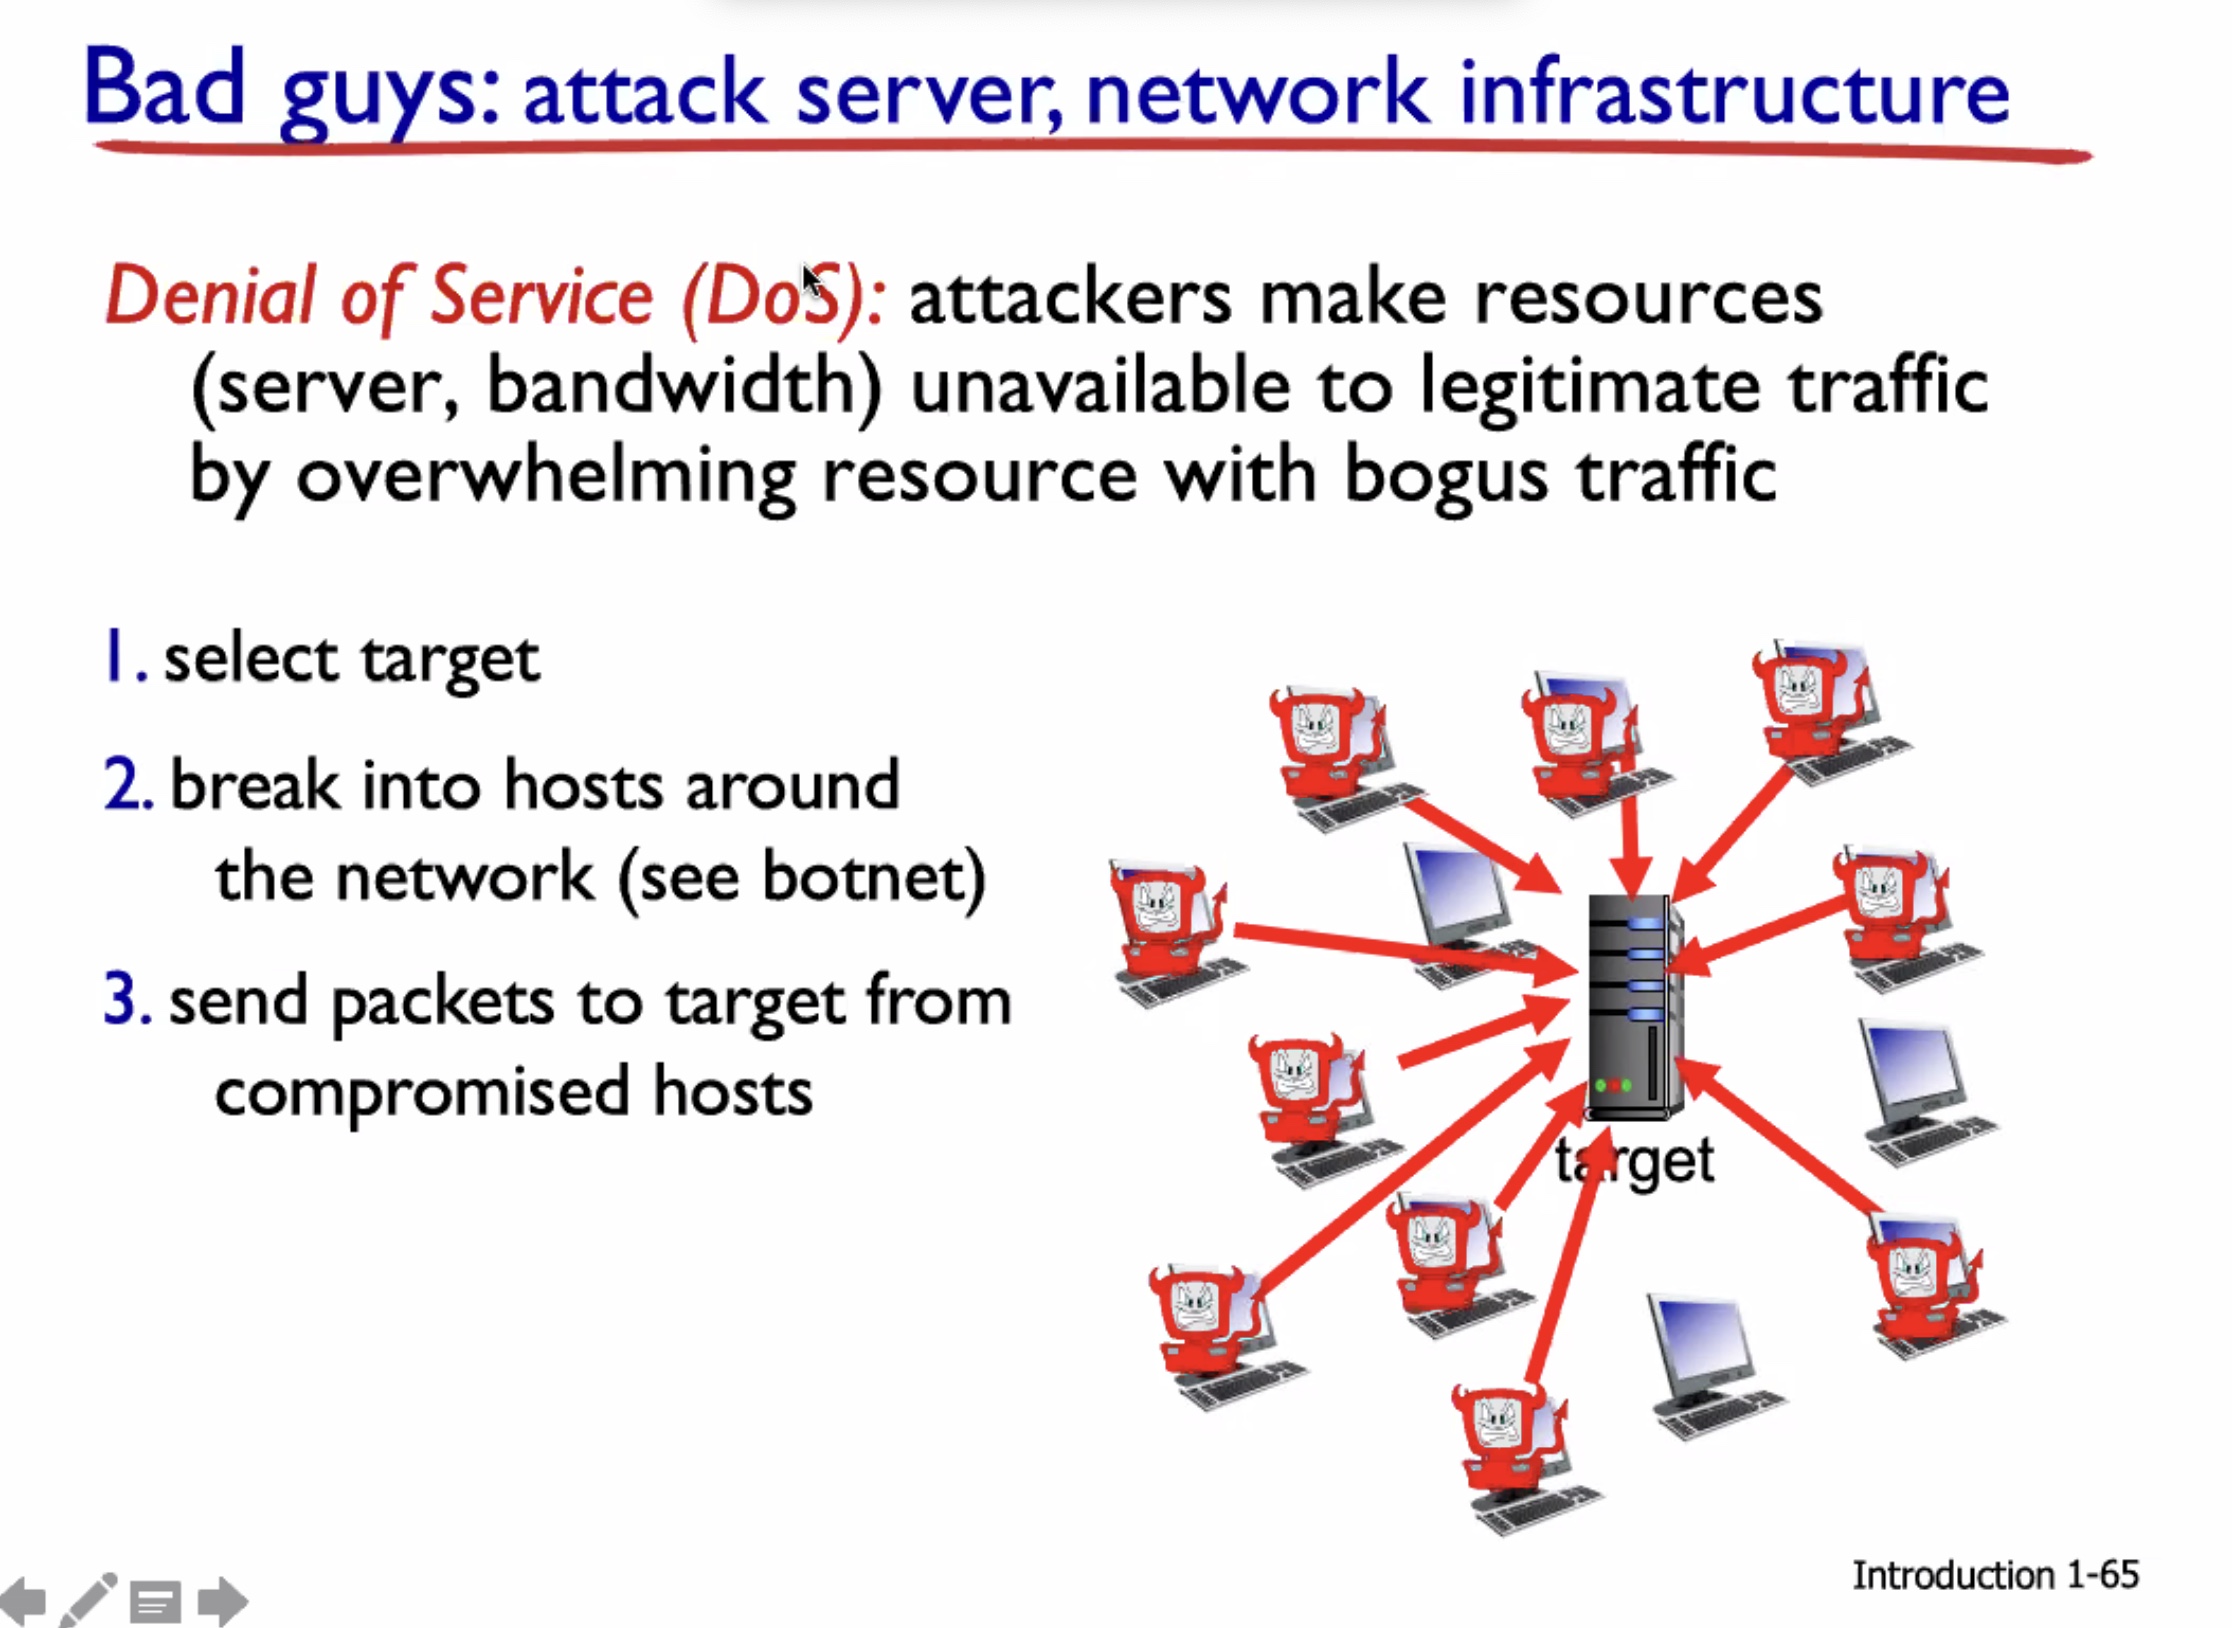 Bad guys: attack server, network infrastructure
Denial of Service (DoS): attackers make resources
(server, bandwidth) unavailable to legitimate traffic
by overwhelming resource with bogus traffic
1. select target
2. break into hosts around
the network (see botnet)
3. send packets to target from
compromised hosts
target
Introduction 1-65